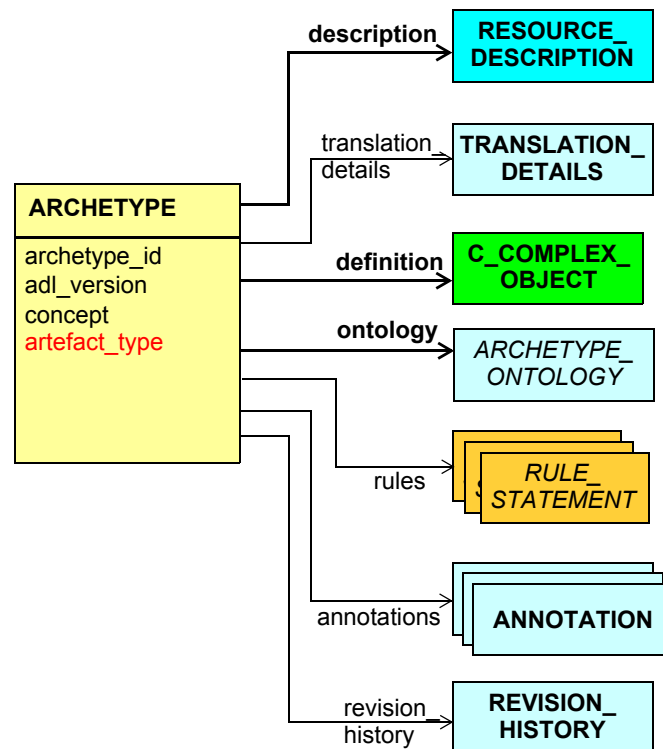 description
RESOURCE_
DESCRIPTION
translation_
details
TRANSLATION_
DETAILS
ARCHETYPE
archetype_id
adl_version
concept
artefact_type
definition
C_COMPLEX_
OBJECT
ontology
ARCHETYPE_
ONTOLOGY
rules
RULE_
STATEMENT
annotations
ANNOTATION
revision_
history
REVISION_
HISTORY